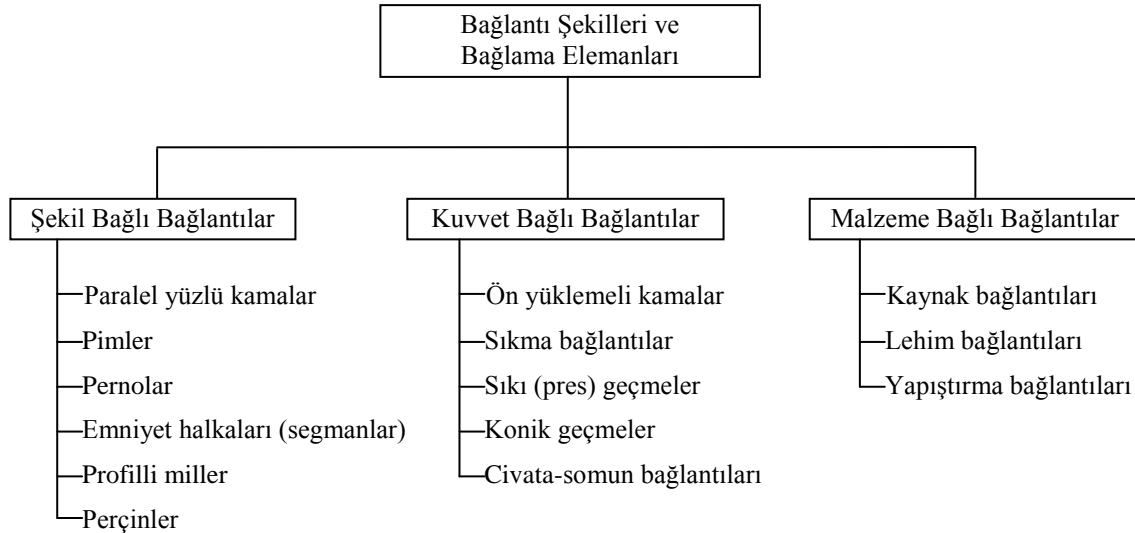 Bağlantı Şekilleri ve
Bağlama Elemanları
Şekil Bağlı Bağlantılar
Paralel yüzlü kamalar
Pimler
Pernolar
Emniyet halkaları (segmanlar)
Profilli miller
Perçinler
Kuvvet Bağlı Bağlantılar
Ön yüklemeli kamalar
Sıkma bağlantılar
Sıkı (pres) geçmeler
Konik geçmeler
Civata-somun bağlantıları
Malzeme Bağlı Bağlantılar
Kaynak bağlantıları
Lehim bağlantıları
Yapıştırma bağlantıları